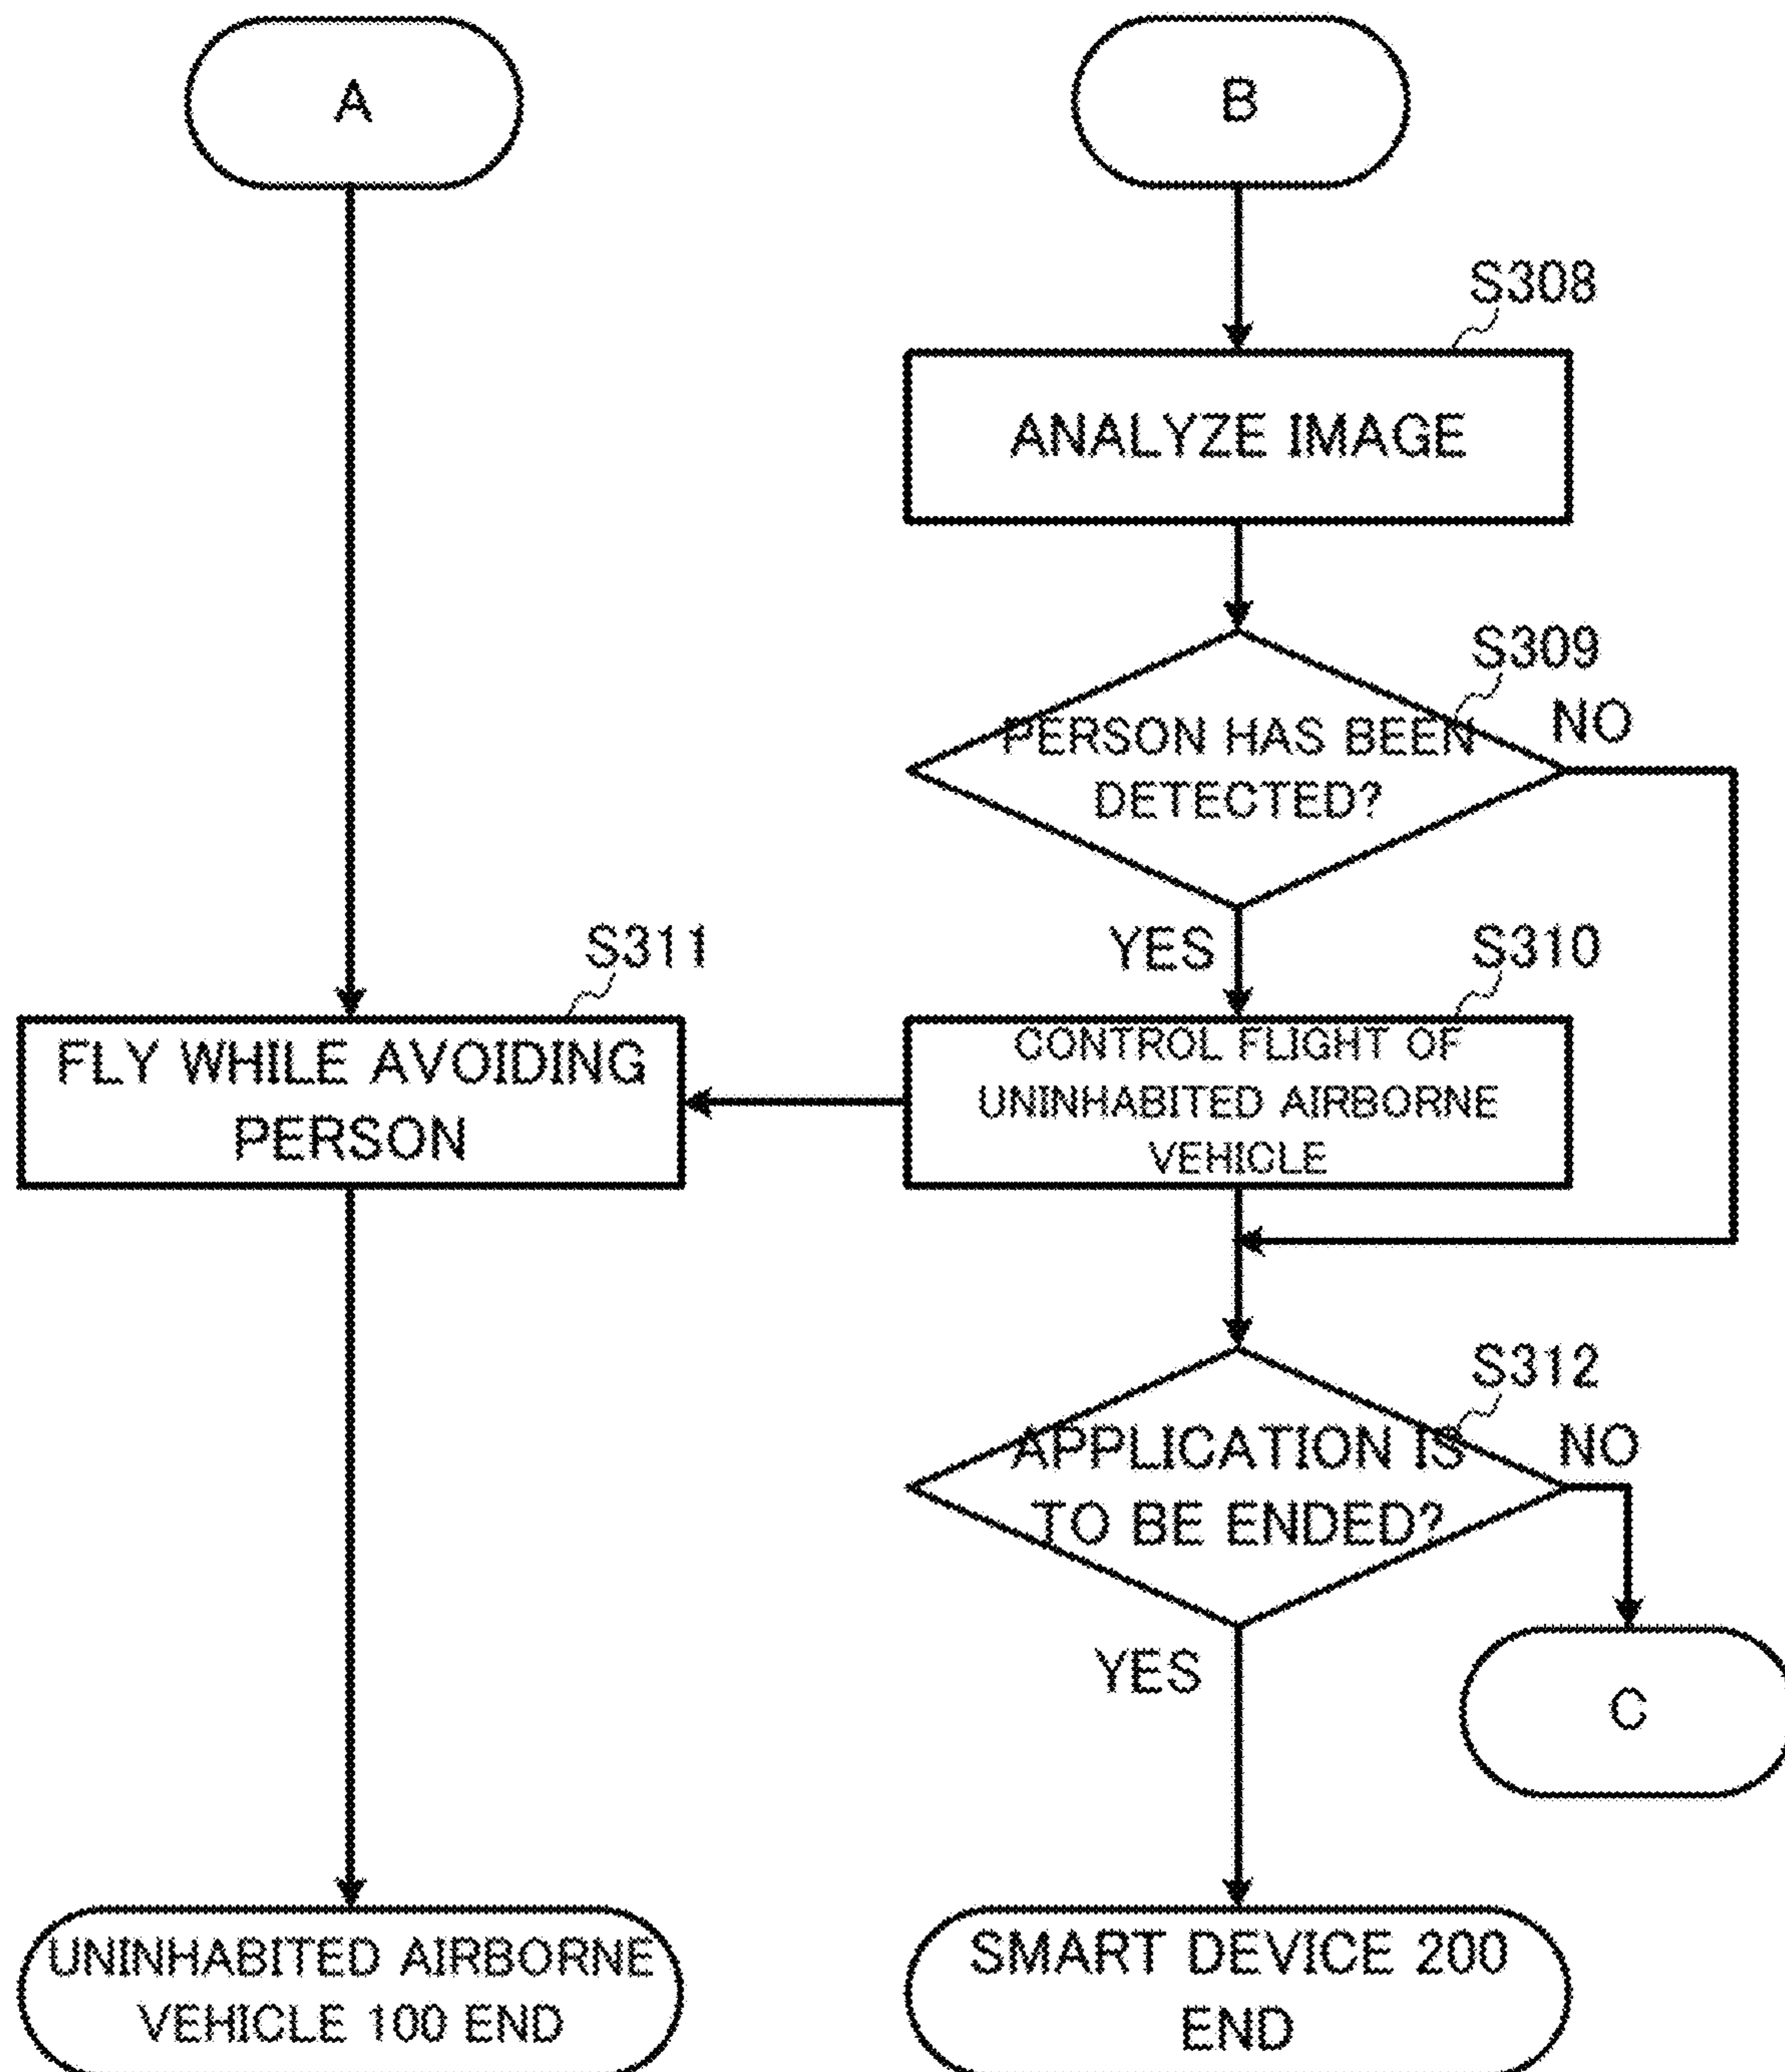 A
B
S308
ANALYZE IMAGE
S309
PERSON HAS BEEN
DETECTED?
NO
YES
S311
S310
FLY WHILE AVOIDING
PERSON
CONTROL FLIGHT OF
UNINHABITED AIRBORNE
VEHICLE
S312
APPLICATION IS
TO BE ENDED?
NO
YES
C
UNINHABITED AIRBORNE
VEHICLE 100 END
SMART DEVICE 200
END